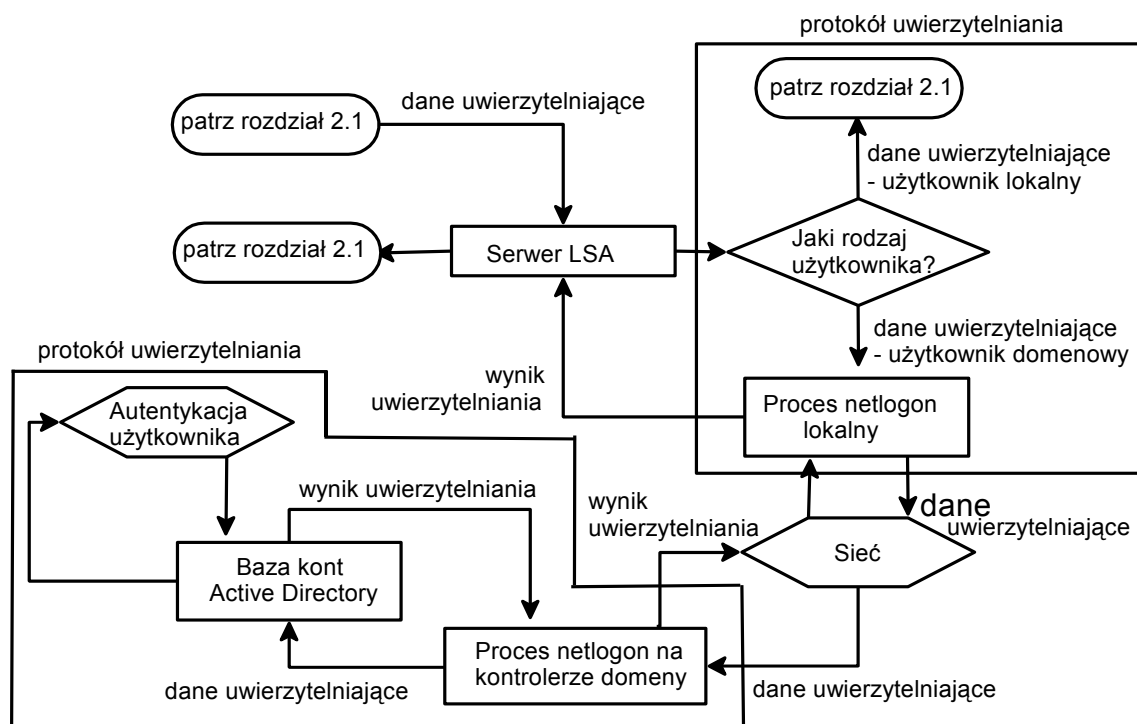 protokół uwierzytelniania
patrz rozdział 2.1
dane uwierzytelniające
patrz rozdział 2.1
dane uwierzytelniające
- użytkownik lokalny
patrz rozdział 2.1
Serwer LSA
Jaki rodzaj
użytkownika?
dane uwierzytelniające
- użytkownik domenowy
protokół uwierzytelniania
wynik
uwierzytelniania
Proces netlogon
lokalny
Autentykacja
użytkownika
wynik uwierzytelniania
wynik
uwierzytelniania
dane
uwierzytelniające
Sieć
Baza kont
Active Directory
Proces netlogon na
kontrolerze domeny
dane uwierzytelniające
dane uwierzytelniające